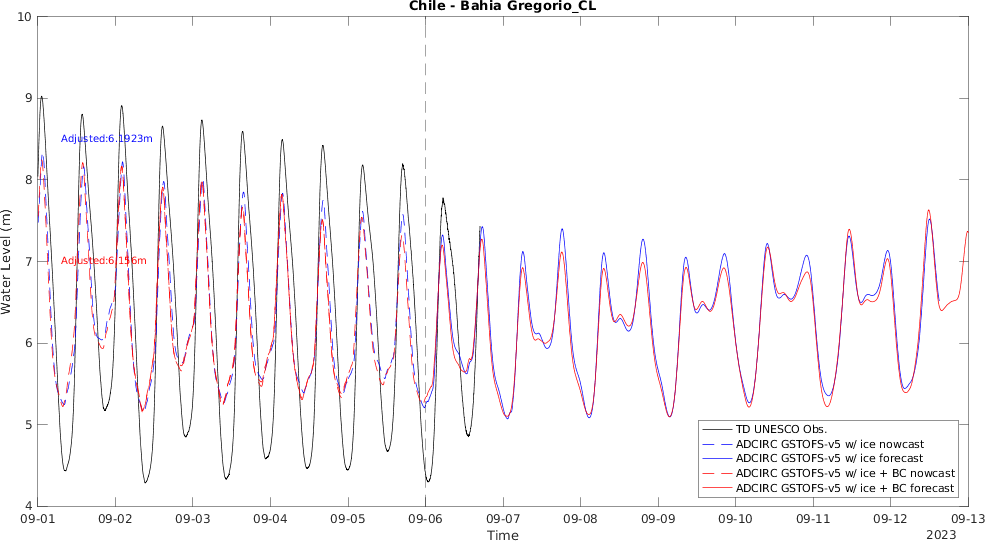 Chile - Bahia Gregorio_CL
10
9
8
7
6
5
4
Water Level (m)
Adjusted:6.1923m
Adjusted:6.156m
TD UNESCO Obs.
ADCIRC GSTOFS-v5 w/ ice nowcast
ADCIRC GSTOFS-v5 w/ ice forecast
ADCIRC GSTOFS-v5 w/ ice + BC nowcast
ADCIRC GSTOFS-v5 w/ ice + BC forecast
09-01 09-02 09-03 09-04 09-05 09-06 09-07 09-08 09-09 09-10 09-11 09-12 09-13
Time
2023